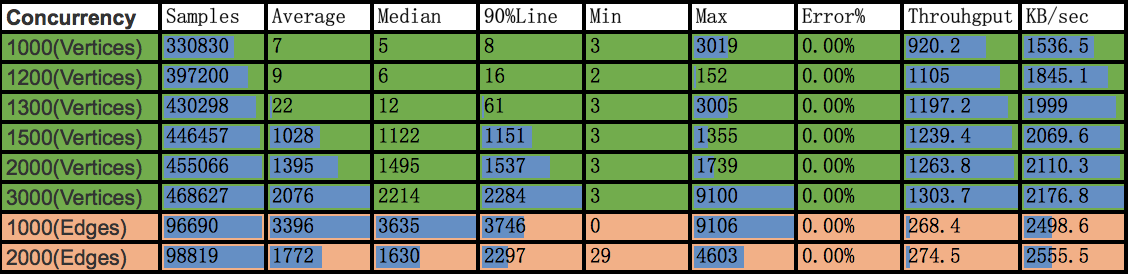 Concurrency Samples Average Median 90%Line Min Max Error% Throuhgput KB/sec
1000(Vertices) 330830 7 5 8 3 3019 0.00% 920.2 1536.5
1200(Vertices) 397200 9 6 16 2 152 0.00% 1105 1845.1
1300(Vertices) 430298 22 12 61 3 3005 0.00% 1197.2 1999
1500(Vertices) 446457 1028 1122 1151 3 1355 0.00% 1239.4 2069.6
2000(Vertices) 455066 1395 1495 1537 3 1739 0.00% 1263.8 2110.3
3000(Vertices) 468627 2076 2214 2284 3 9100 0.00% 1303.7 2176.8
1000(Edges) 96690 3396 3635 3746 0 9106 0.00% 268.4 2498.6
2000(Edges) 98819 1772 1630 2297 29 4603 0.00% 274.5 2555.5